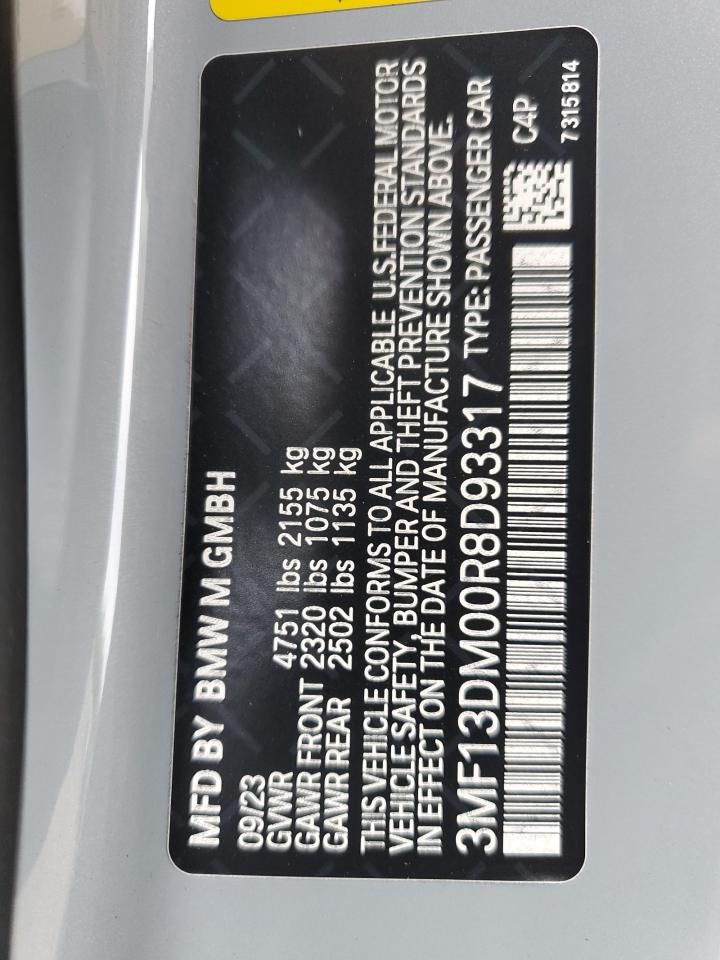 MFD BY BMW M GMBH
09/23
GVWR 4751 lbs 2155 kg
GAWR FRONT 2320 lbs 1075 kg
GAWR REAR 2502 lbs 1135 kg
THIS VEHICLE CONFORMS TO ALL APPLICABLE U.S.FEDERAL MOTOR
VEHICLE SAFETY, BUMPER AND THEFT PREVENTION STANDARDS
IN EFFECT ON THE DATE OF MANUFACTURE SHOWN ABOVE.
3MF13DM00R8D93317 TYPE: PASSENGER CAR
C4P
7315814